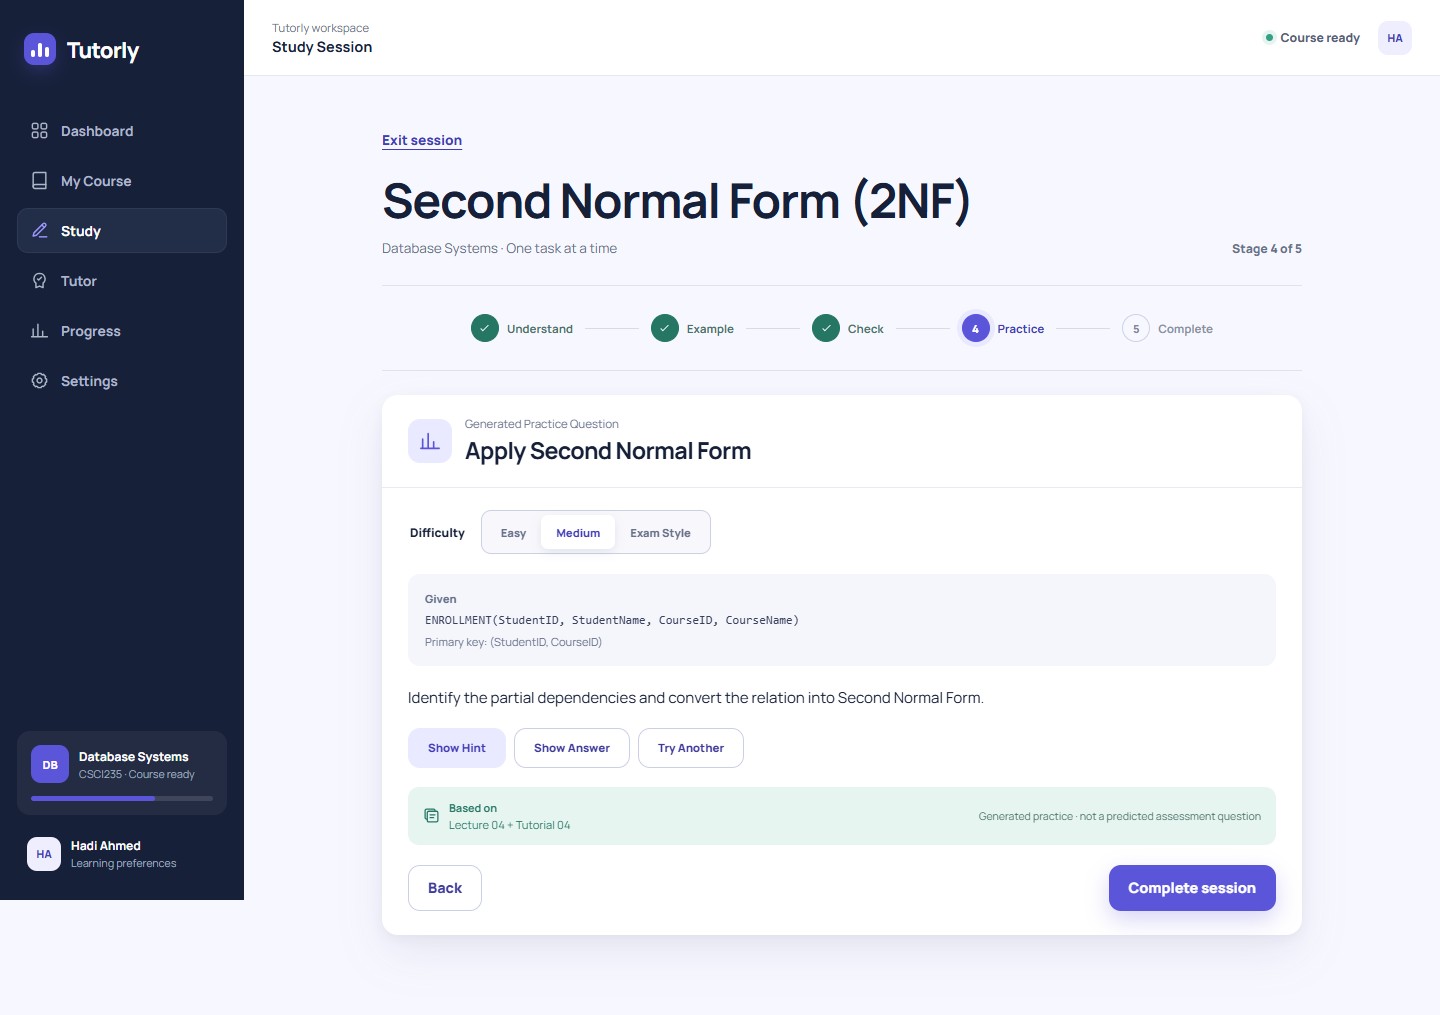 Tutorly
Dashboard
My Course
Study
Tutor
Progress
Settings
DB
Database Systems
CSCI235 · Course ready
HA
Hadi Ahmed
Learning preferences
Tutorly workspace
Study Session
Course ready
HA
Exit session
Second Normal Form (2NF)
Database Systems · One task at a time
Stage 4 of 5
Understand
Example
Check
4 Practice
5 Complete
Generated Practice Question
Apply Second Normal Form
Difficulty
Easy
Medium
Exam Style
Given
ENROLLMENT(StudentID, StudentName, CourseID, CourseName)
Primary key: (StudentID, CourseID)
Identify the partial dependencies and convert the relation into Second Normal Form.
Show Hint
Show Answer
Try Another
Based on
Lecture 04 + Tutorial 04
Generated practice · not a predicted assessment question
Back
Complete session